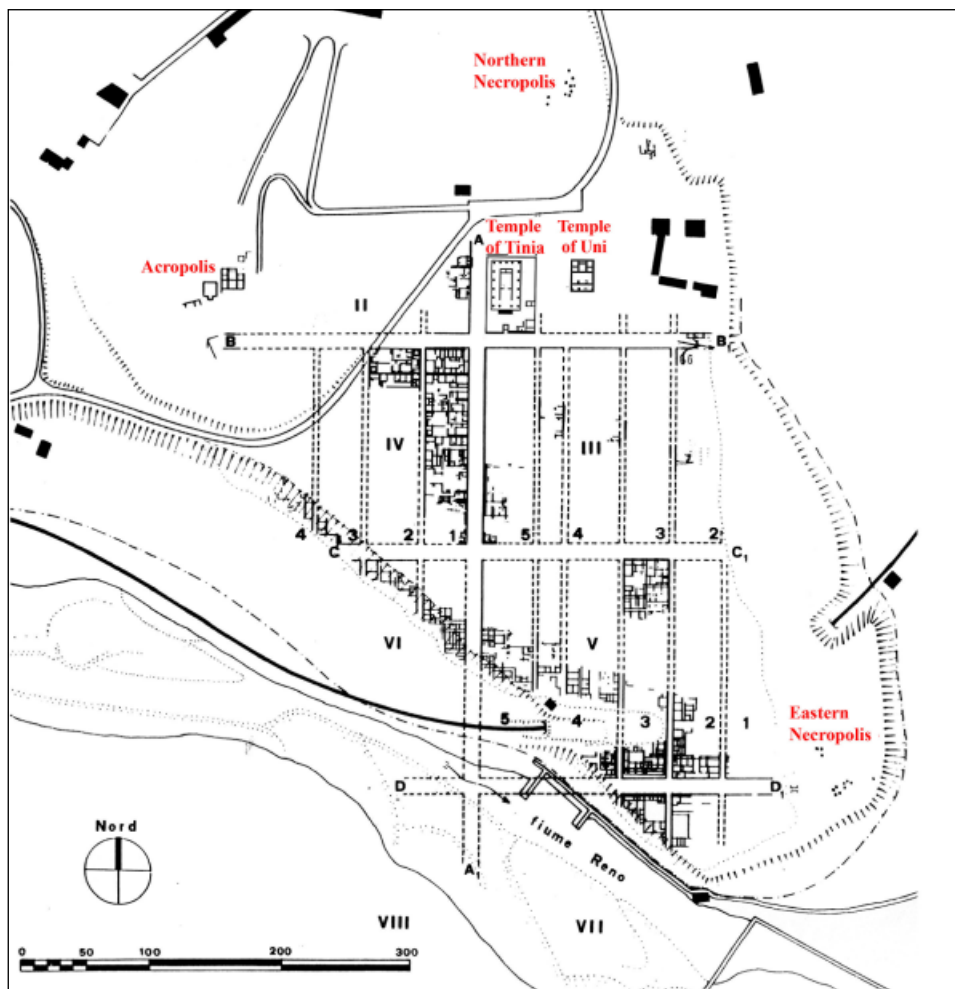 Northern
Necropolis
Temple
of Tinia
Temple
of Uni
A
Acropolis
II
B
B
IV
III
4
3
2
1
5
4
3
2
C
C1
VI
V
5
4
3
2
1
Eastern
Necropolis
D
D
Nord
fiume Reno
A1
VIII
VII
0
50
100
200
300